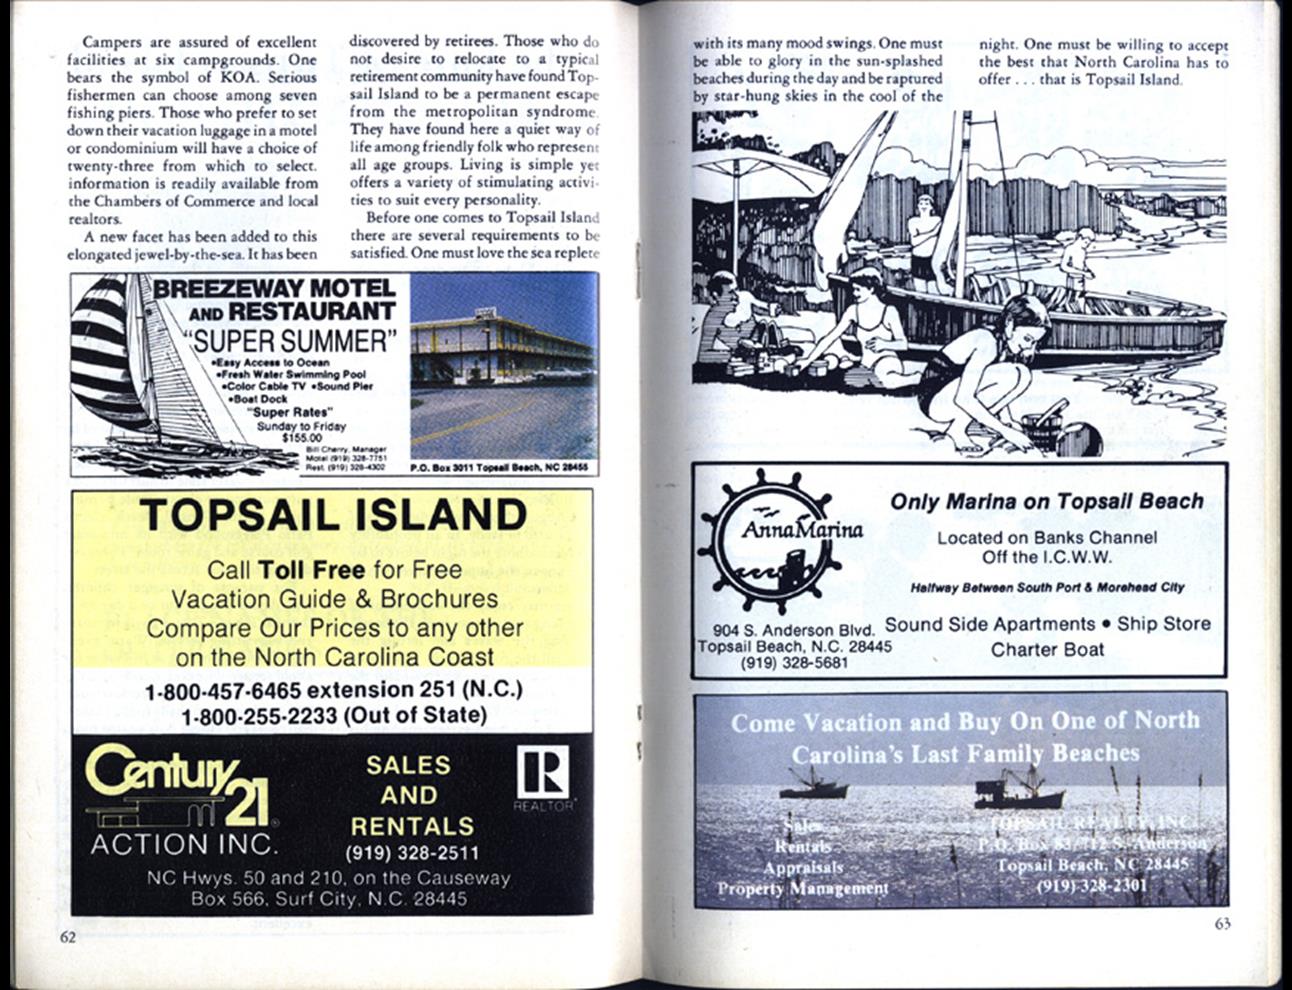 Campers are assured of excellent
facilities at six campgrounds. One
bears the symbol of KOA. Serious
fishermen can choose among seven
fishing piers. Those who prefer to set
down their vacation luggage in a motel
or condominium will have a choice of
twenty-three from which to select.
information is readily available from
the Chambers of Commerce and local
realtors.
A new facet has been added to this
elongated jewel-by-the-sea. It has been
discovered by retirees. Those who do
not desire to relocate to a typical
retirement community have found Top-
sail Island to be a permanent escape
from the metropolitan syndrome.
They have found here a quiet way of
life among friendly folk who represent
all age groups. Living is simple yet
offers a variety of stimulating activi-
ties to suit every personality.
Before one comes to Topsail Island
there are several requirements to be
satisfied. One must love the sea replete
BREEZEWAY MOTEL
AND RESTAURANT
"SUPER SUMMER"
•Easy Access to Ocean
•Fresh Water Swimming Pool
•Color Cable TV •Sound Pier
•Boat Dock
"Super Rates"
Sunday to Friday
$155.00
Bill Cherry, Manager
Motel (919) 328-7751
Rest. (919) 328-4302
P.O. Box 3011 Topsail Beach, NC 28455
TOPSAIL ISLAND
Call Toll Free for Free
Vacation Guide & Brochures
Compare Our Prices to any other
on the North Carolina Coast
1-800-457-6465 extension 251 (N.C.)
1-800-255-2233 (Out of State)
Century 21
ACTION INC.
SALES
AND
RENTALS
(919) 328-2511
R
REALTOR®
NC Hwys. 50 and 210, on the Causeway
Box 566, Surf City, N.C. 28445
62
with its many mood swings. One must
be able to glory in the sun-splashed
beaches during the day and be raptured
by star-hung skies in the cool of the
night. One must be willing to accept
the best that North Carolina has to
offer . . . that is Topsail Island.
AnnaMarina
904 S. Anderson Blvd.
Topsail Beach, N.C. 28445
(919) 328-5681
Only Marina on Topsail Beach
Located on Banks Channel
Off the I.C.W.W.
Halfway Between South Port & Morehead City
Sound Side Apartments • Ship Store
Charter Boat
Come Vacation and Buy On One of North
Carolina's Last Family Beaches
Sales
Rentals
Appraisals
Property Management
TOPSAIL REALTY, INC.
P.O. Box 83/712 S. Anderson
Topsail Beach, NC 28445
(919) 328-2301
63